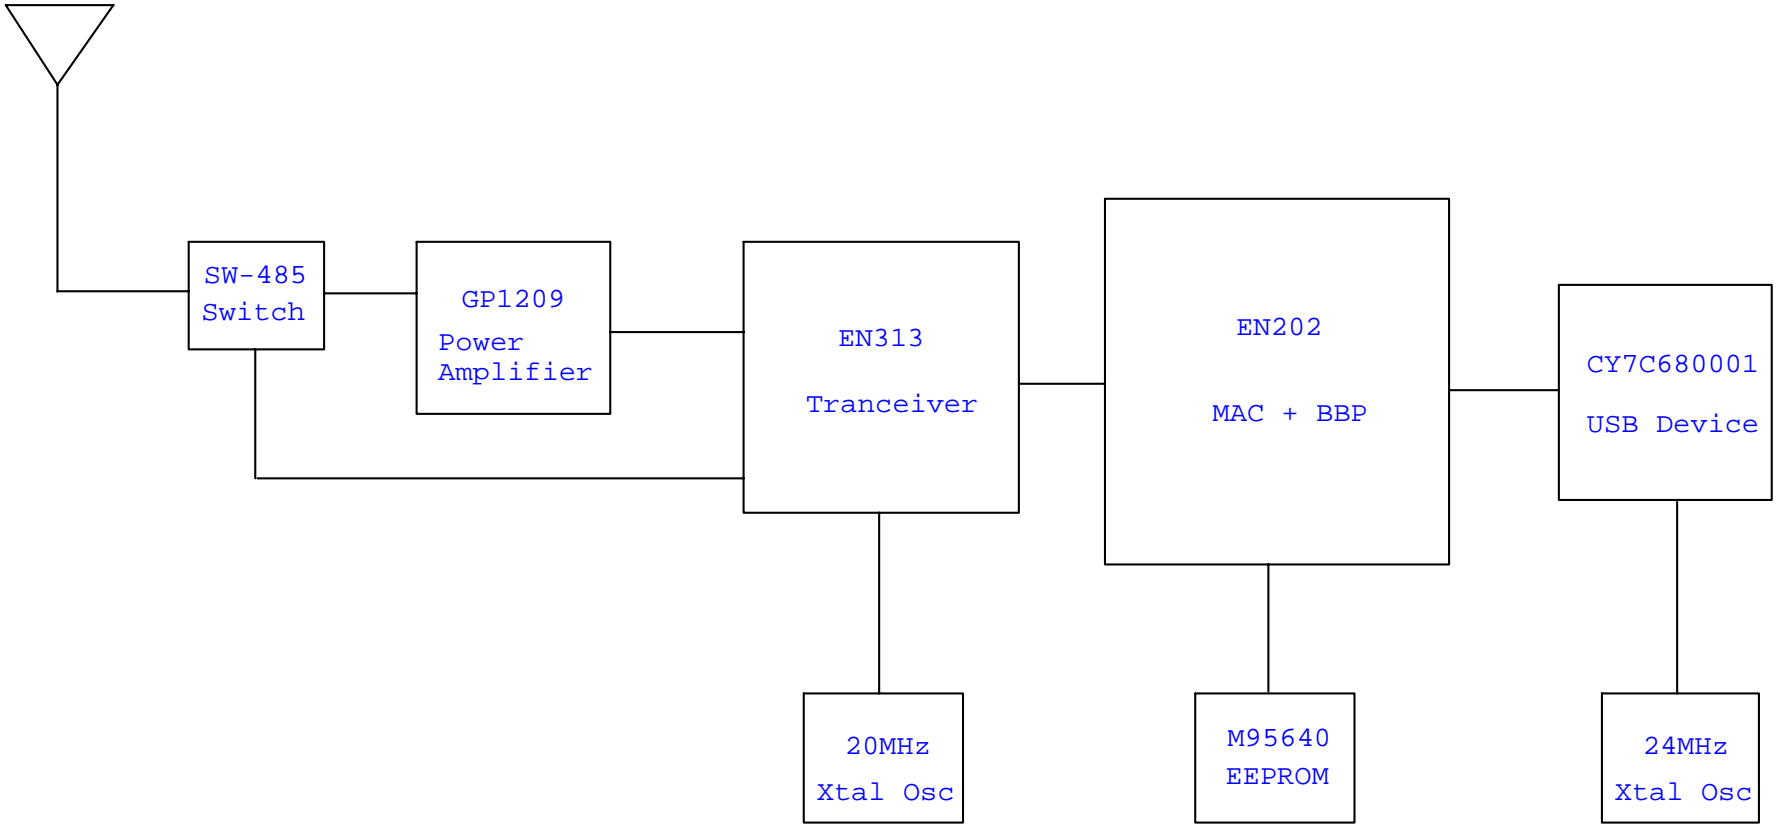 SW-485
Switch
GP1209
Power
Amplifier
EN313
Tranceiver
EN202
MAC + BBP
CY7C680001
USB Device
20MHz
Xtal Osc
M95640
EEPROM
24MHz
Xtal Osc